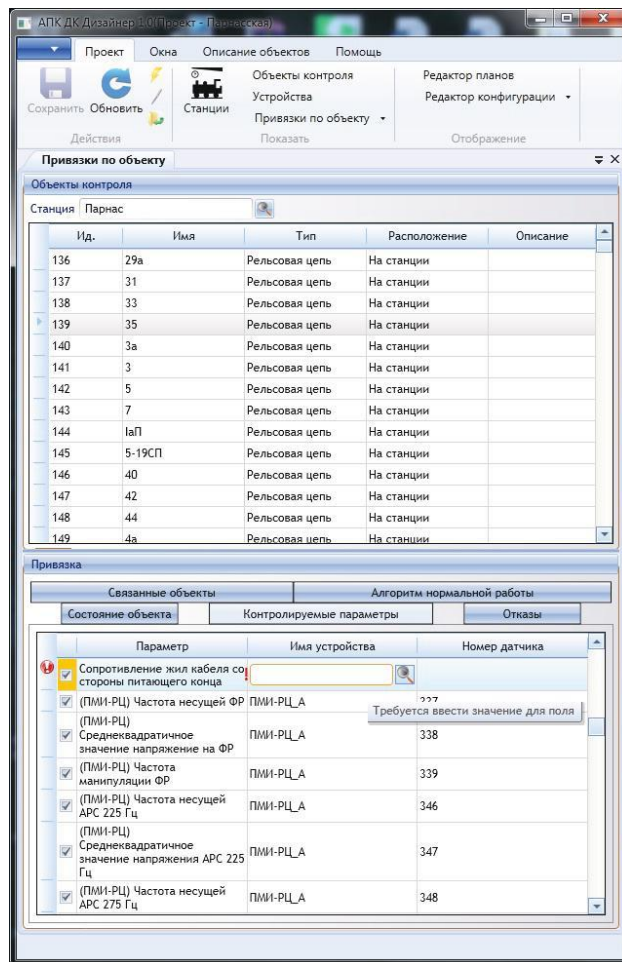 АПК ДК Дизайнер 1.0 (Проект - Парнасская)
Проект Окна Описание объектов Помощь
Сохранить Обновить Станции
Объекты контроля
Устройства
Привязки по объекту
Редактор планов
Редактор конфигурации
Действия Показать Отображение
Привязки по объекту
Объекты контроля
Станция Парнас
Ид. Имя Тип Расположение Описание
136 29а Рельсовая цепь На станции
137 31 Рельсовая цепь На станции
138 33 Рельсовая цепь На станции
139 35 Рельсовая цепь На станции
140 3а Рельсовая цепь На станции
141 3 Рельсовая цепь На станции
142 5 Рельсовая цепь На станции
143 7 Рельсовая цепь На станции
144 IаП Рельсовая цепь На станции
145 5-19СП Рельсовая цепь На станции
146 40 Рельсовая цепь На станции
147 42 Рельсовая цепь На станции
148 44 Рельсовая цепь На станции
149 4а Рельсовая цепь На станции
Привязка
Связанные объекты Алгоритм нормальной работы
Состояние объекта Контролируемые параметры Отказы
Параметр Имя устройства Номер датчика
Сопротивление жил кабеля со
стороны питающего конца
(ПМИ-РЦ) Частота несущей ФР ПМИ-РЦ_А 227
Требуется ввести значение для поля
(ПМИ-РЦ)
Среднеквадратичное
значение напряжение на ФР
ПМИ-РЦ_А 338
(ПМИ-РЦ) Частота
манипуляции ФР
ПМИ-РЦ_А 339
(ПМИ-РЦ) Частота несущей
АРС 225 Гц
ПМИ-РЦ_А 346
(ПМИ-РЦ)
Среднеквадратичное
значение напряжения АРС 225
Гц
ПМИ-РЦ_А 347
(ПМИ-РЦ) Частота несущей
АРС 275 Гц
ПМИ-РЦ_А 348